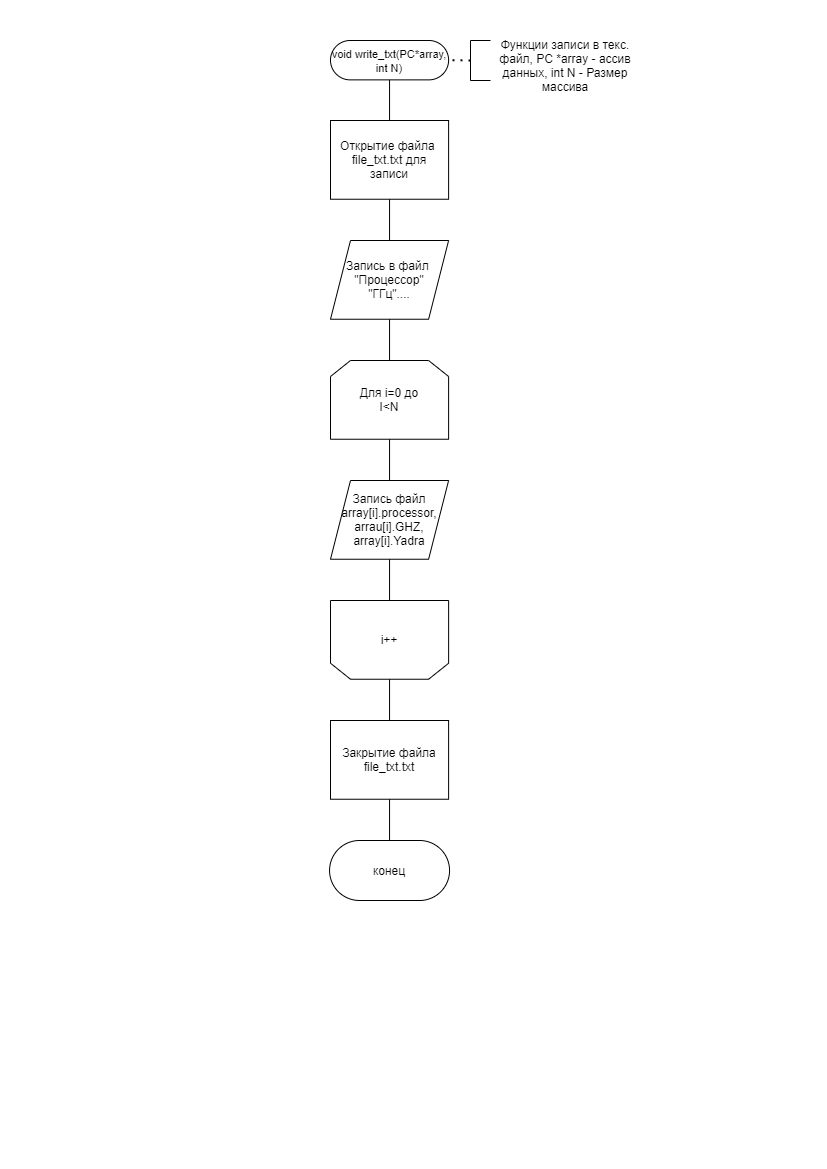 void write_txt(PC*array,
int N)
Функции записи в текс.
файл, PC *array - ассив
данных, int N - Размер
массива
Открытие файла
file_txt.txt для
записи
Запись в файл
"Процессор"
"ГГц"....
Для i=0 до
I<N
Запись файл
array[i].processor,
arrau[i].GHZ,
array[i].Yadra
i++
Закрытие файла
file_txt.txt
конец